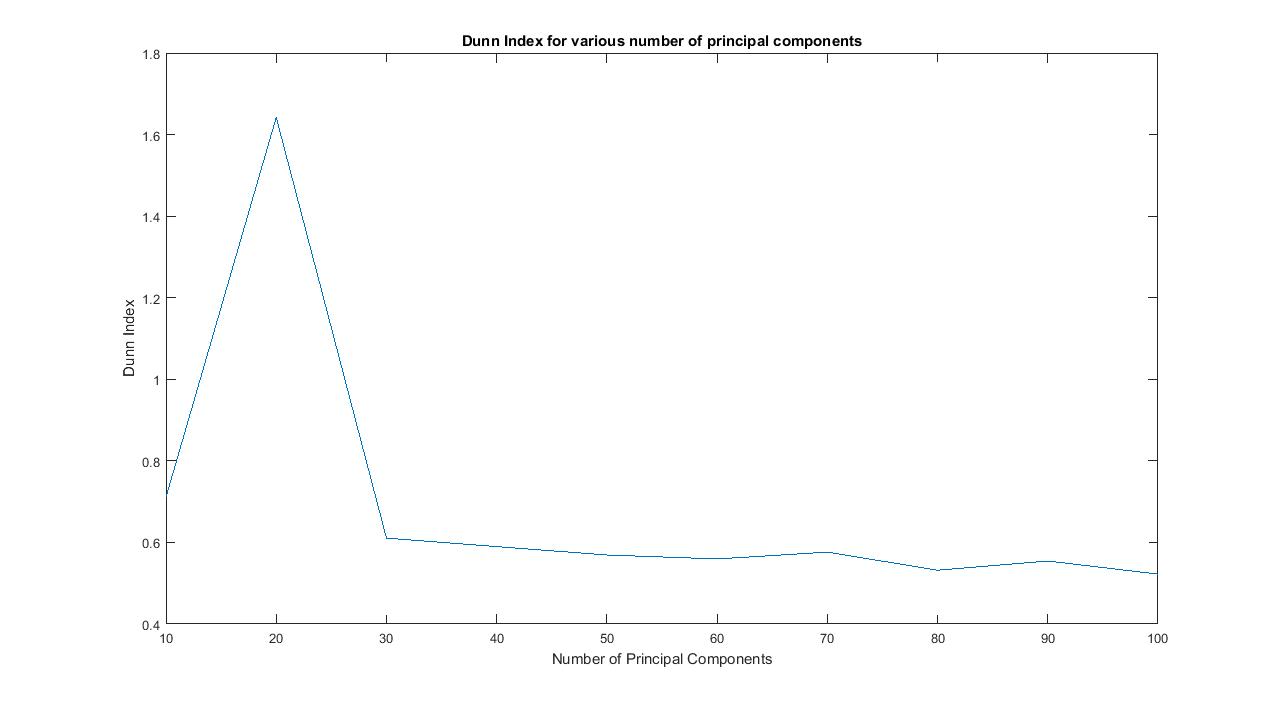 Dunn Index for various number of principal components
1.8
1.6
1.4
1.2
1
0.8
0.6
0.4
Dunn Index
10 20 30 40 50 60 70 80 90 100
Number of Principal Components